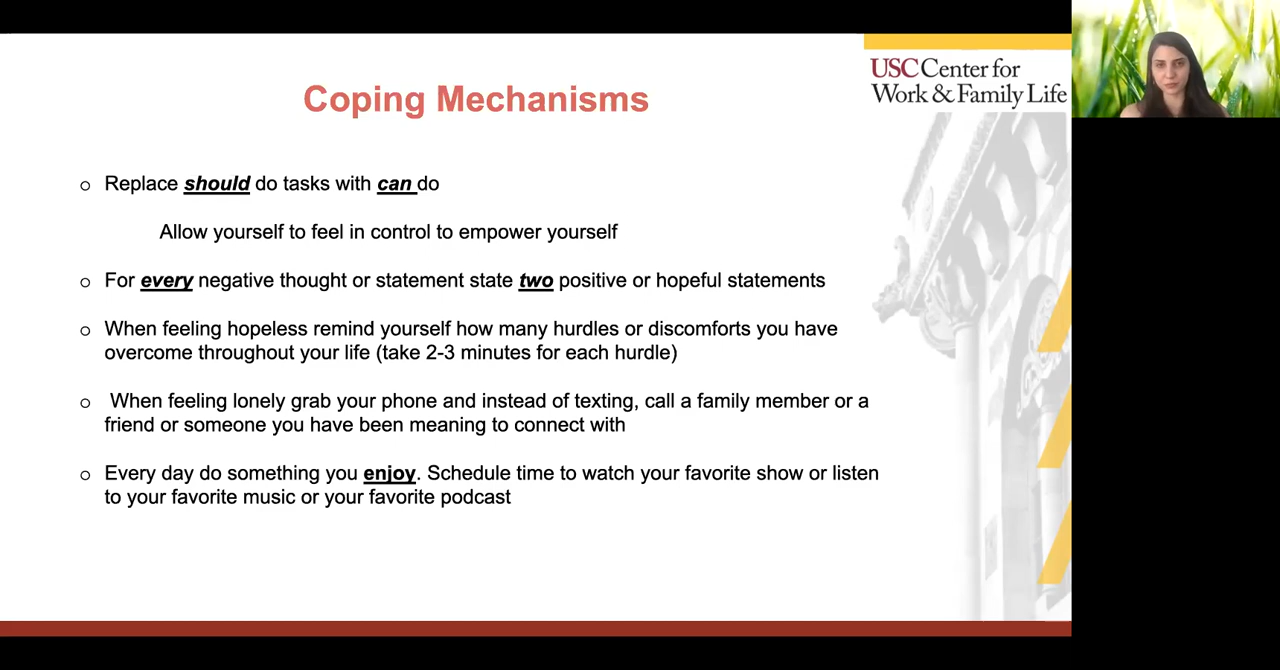 Coping Mechanisms
USC Center for
Work & Family Life
o Replace should do tasks with can do
Allow yourself to feel in control to empower yourself
o For every negative thought or statement state two positive or hopeful statements
o When feeling hopeless remind yourself how many hurdles or discomforts you have
overcome throughout your life (take 2-3 minutes for each hurdle)
o When feeling lonely grab your phone and instead of texting, call a family member or a
friend or someone you have been meaning to connect with
o Every day do something you enjoy. Schedule time to watch your favorite show or listen
to your favorite music or your favorite podcast